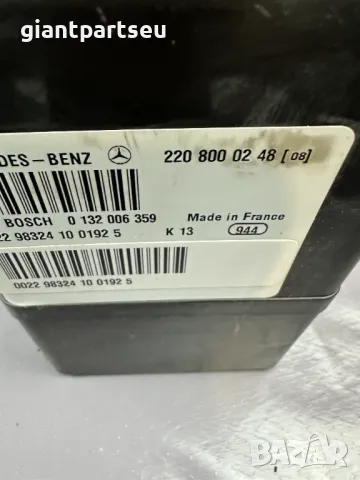 giantpartseu
DES-BENZ 220 800 02 48 [08]
BOSCH 0 132 006 359 Made in France
22 98324 10 0192 5 K 13 944
0022 98324 10 0192 5
BAZAR
bg